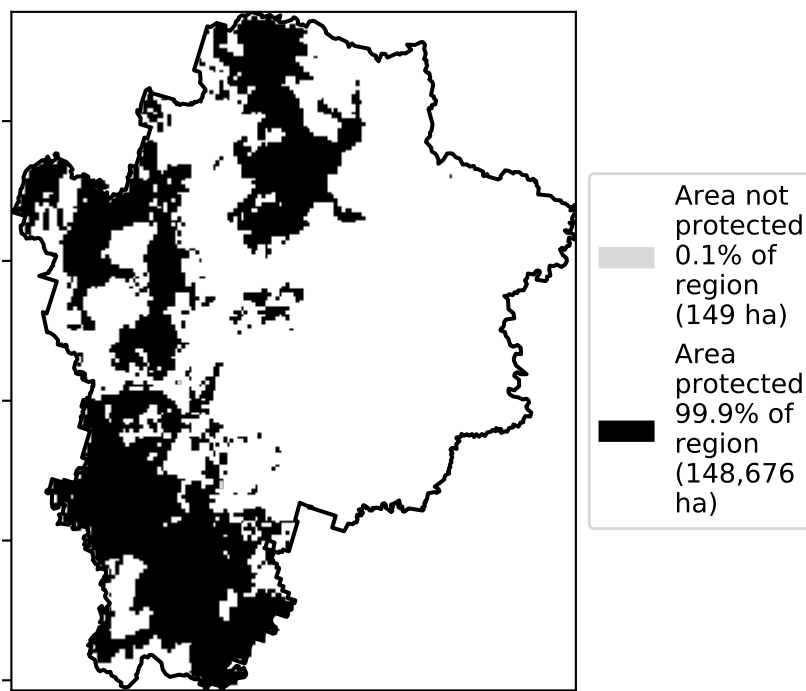 Area not
protected
0.1% of
region
(149 ha)
Area
protected
99.9% of
region
(148,676
ha)